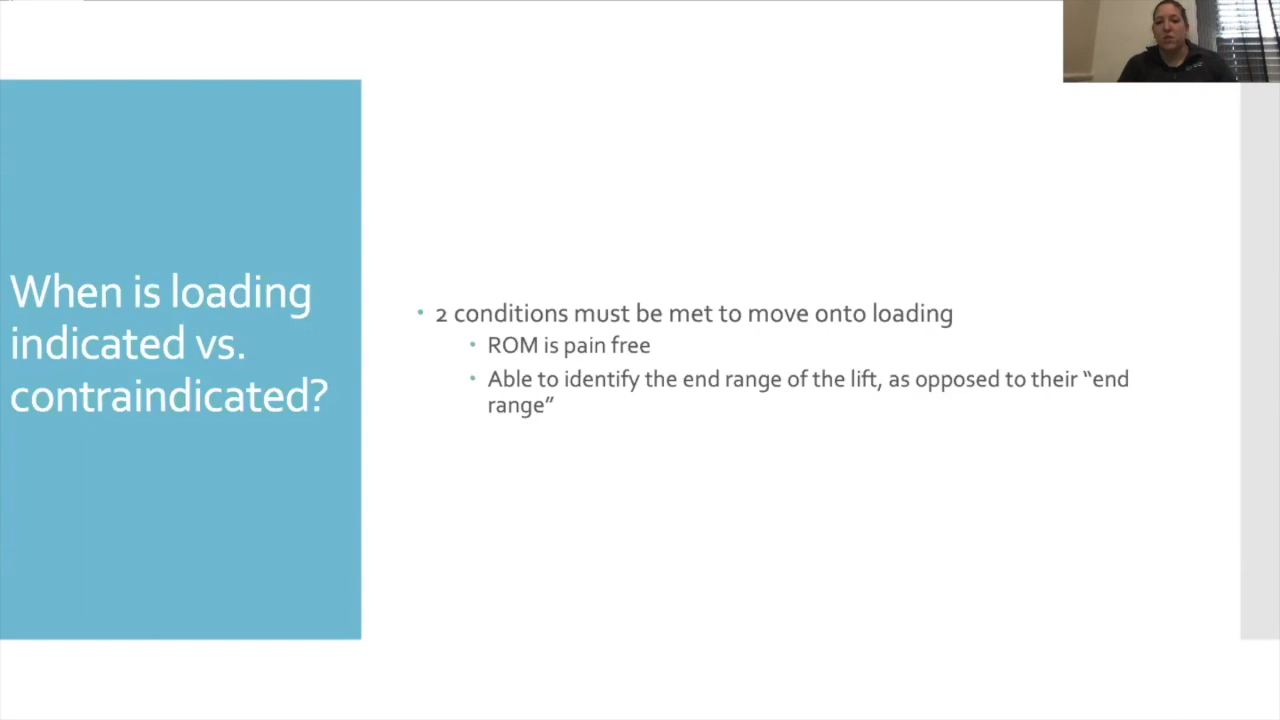 When is loading
indicated vs.
contraindicated?
• 2 conditions must be met to move onto loading
• ROM is pain free
• Able to identify the end range of the lift, as opposed to their “end
range”